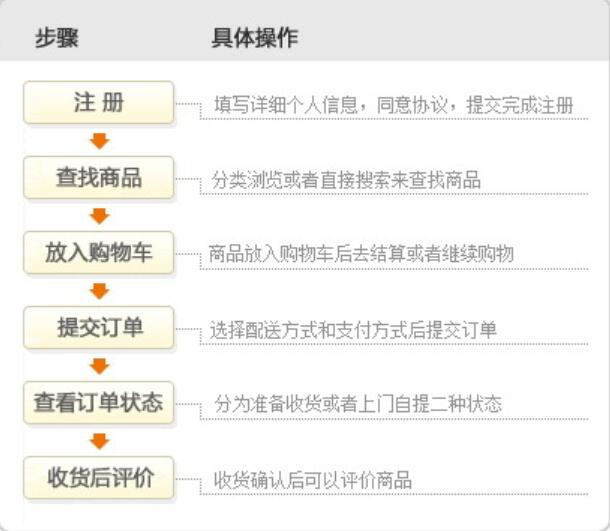 步骤 具体操作
注 册 填写详细个人信息，同意协议，提交完成注册
查找商品 分类浏览或者直接搜索来查找商品
放入购物车 商品放入购物车后去结算或者继续购物
提交订单 选择配送方式和支付方式后提交订单
查看订单状态 分为准备收货或者上门自提二种状态
收货后评价 收货确认后可以评价商品